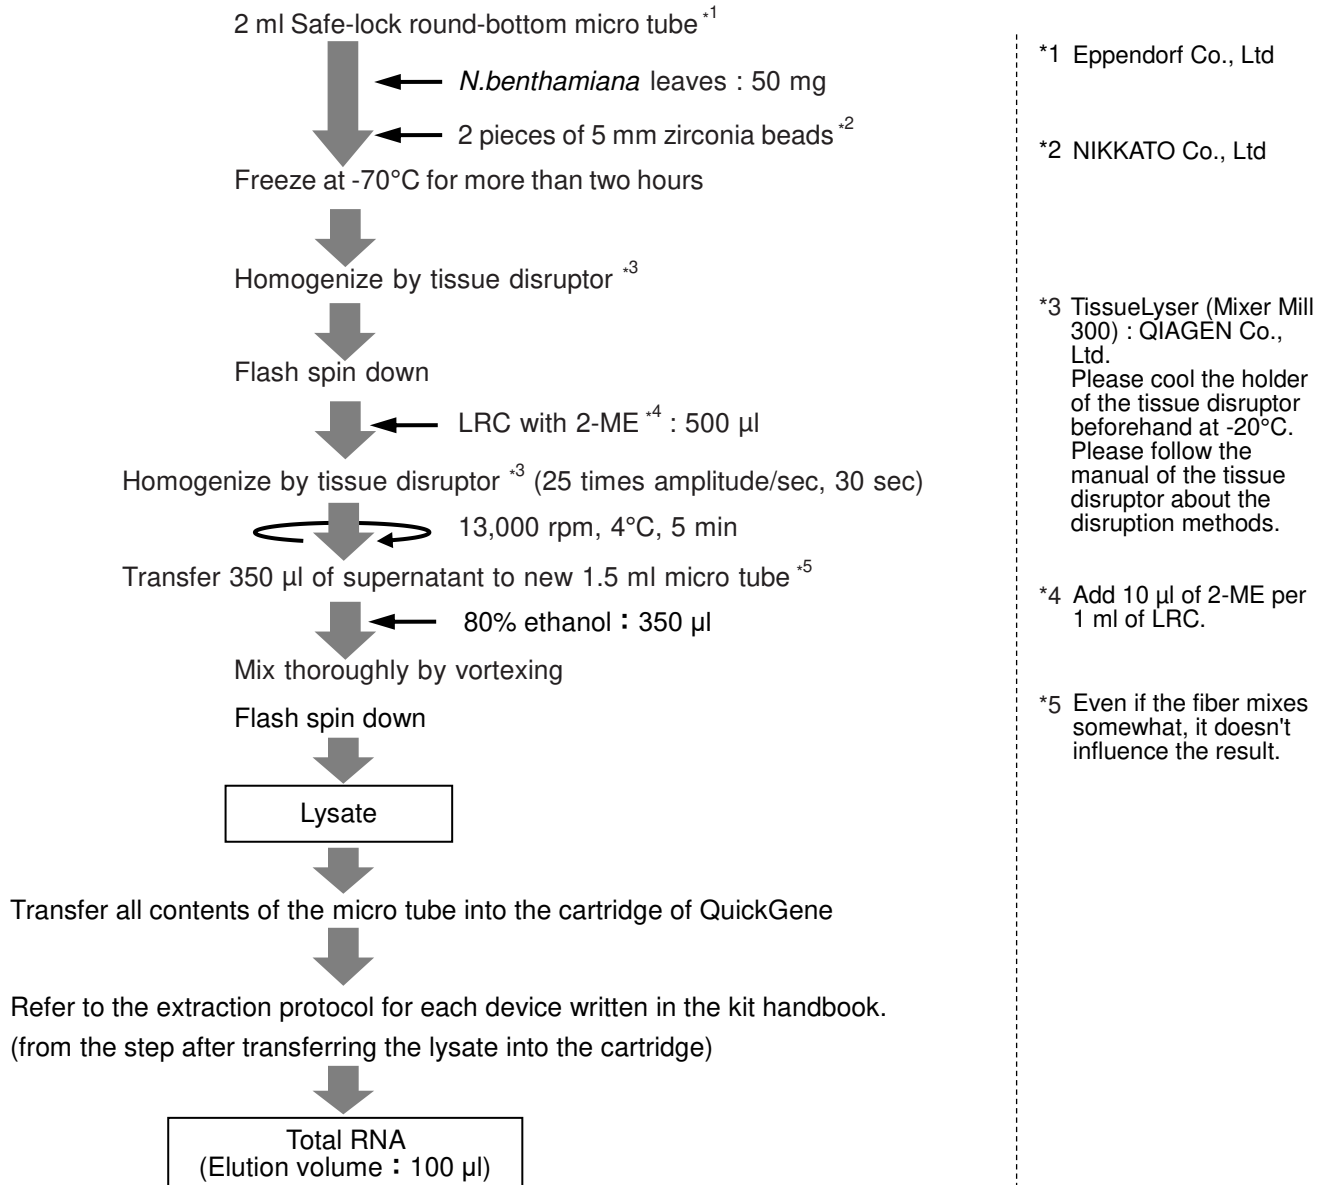 2 ml Safe-lock round-bottom micro tube *1
N.benthamiana leaves : 50 mg
2 pieces of 5 mm zirconia beads *2
Freeze at -70°C for more than two hours
Homogenize by tissue disruptor *3
Flash spin down
LRC with 2-ME *4 : 500 µl
Homogenize by tissue disruptor *3 (25 times amplitude/sec, 30 sec)
13,000 rpm, 4°C, 5 min
Transfer 350 µl of supernatant to new 1.5 ml micro tube *5
80% ethanol : 350 µl
Mix thoroughly by vortexing
Flash spin down
Lysate
Transfer all contents of the micro tube into the cartridge of QuickGene
Refer to the extraction protocol for each device written in the kit handbook.
(from the step after transferring the lysate into the cartridge)
Total RNA
(Elution volume : 100 µl)
*1 Eppendorf Co., Ltd
*2 NIKKATO Co., Ltd
*3 TissueLyser (Mixer Mill
300) : QIAGEN Co.,
Ltd.
Please cool the holder
of the tissue disruptor
beforehand at -20°C.
Please follow the
manual of the tissue
disruptor about the
disruption methods.
*4 Add 10 µl of 2-ME per
1 ml of LRC.
*5 Even if the fiber mixes
somewhat, it doesn't
influence the result.